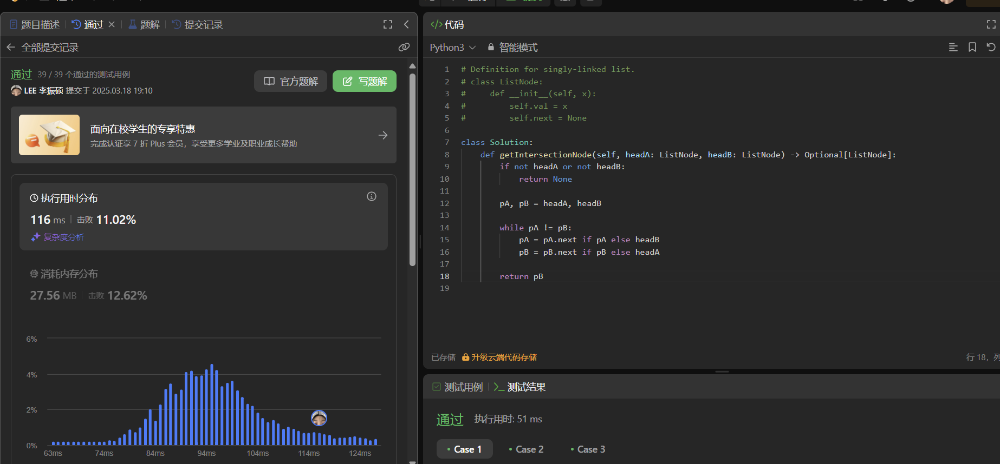 题目描述
通过
题解
提交记录
全部提交记录
通过 39 / 39 个通过的测试用例
LEE 李振硕 提交于 2025.03.18 19:10
官方题解
写题解
面向在校学生的专享特惠
完成认证享 7 折 Plus 会员，享受更多学业及职业成长帮助
执行用时分布
116 ms 击败 11.02%
复杂度分析
消耗内存分布
27.56 MB 击败 12.62%
6%
4%
2%
0%
63ms 74ms 84ms 94ms 104ms 114ms 124ms
</>代码
Python3 智能模式
1 # Definition for singly-linked list.
2 # class ListNode:
3 #     def __init__(self, x):
4 #         self.val = x
5 #         self.next = None
6
7 class Solution:
8     def getIntersectionNode(self, headA: ListNode, headB: ListNode) -> Optional[ListNode]:
9         if not headA or not headB:
10             return None
11
12         pA, pB = headA, headB
13
14         while pA != pB:
15             pA = pA.next if pA else headB
16             pB = pB.next if pB else headA
17
18         return pB
19
已存储 升级云端代码存储
行 18，
测试用例
测试结果
通过 执行用时: 51 ms
Case 1
Case 2
Case 3